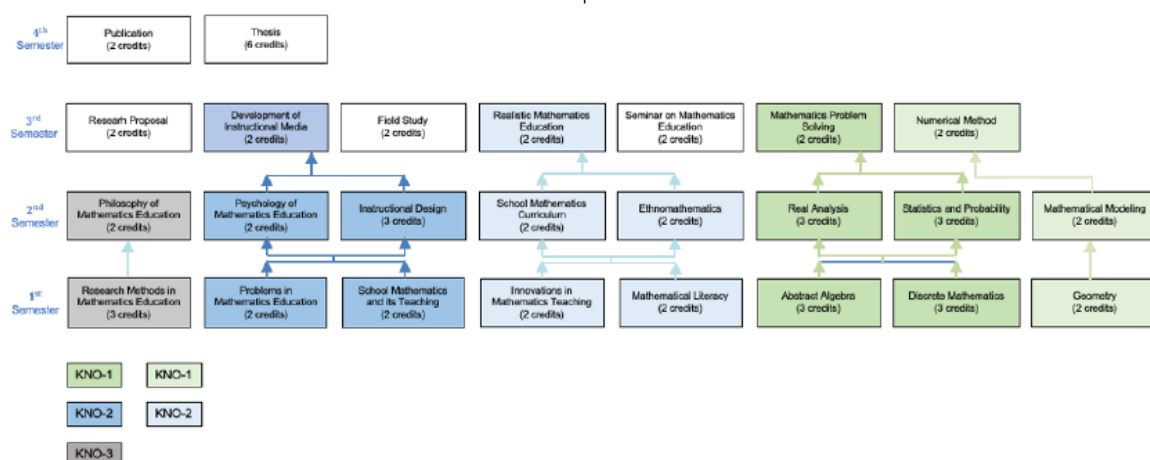 4th
Semester
Publication
(2 credits)
Thesis
(6 credits)
3rd
Semester
Researh Proposal
(2 credits)
Development of
Instructional Media
(2 credits)
Field Study
(2 credits)
Realistic Mathematics
Education
(2 credits)
Seminar on Mathematics
Education
(2 credits)
Mathematics Problem
Solving
(2 credits)
Numerical Method
(2 credits)
2nd
Semester
Philosophy of
Mathematics Education
(2 credits)
Psychology of
Mathematics Education
(2 credits)
Instructional Design
(3 credits)
School Mathematics
Curriculum
(2 credits)
Ethnomathematics
(2 credits)
Real Analysis
(3 credits)
Statistics and Probability
(3 credits)
Mathematical Modeling
(2 credits)
1st
Semester
Research Methods in
Mathematics Education
(3 credits)
Problems in
Mathematics Education
(2 credits)
School Mathematics
and its Teaching
(2 credits)
Innovations in
Mathematics Teaching
(2 credits)
Mathematical Literacy
(2 credits)
Abstract Algebra
(3 credits)
Discrete Mathematics
(3 credits)
Geometry
(2 credits)
KNO-1
KNO-1
KNO-2
KNO-2
KNO-3